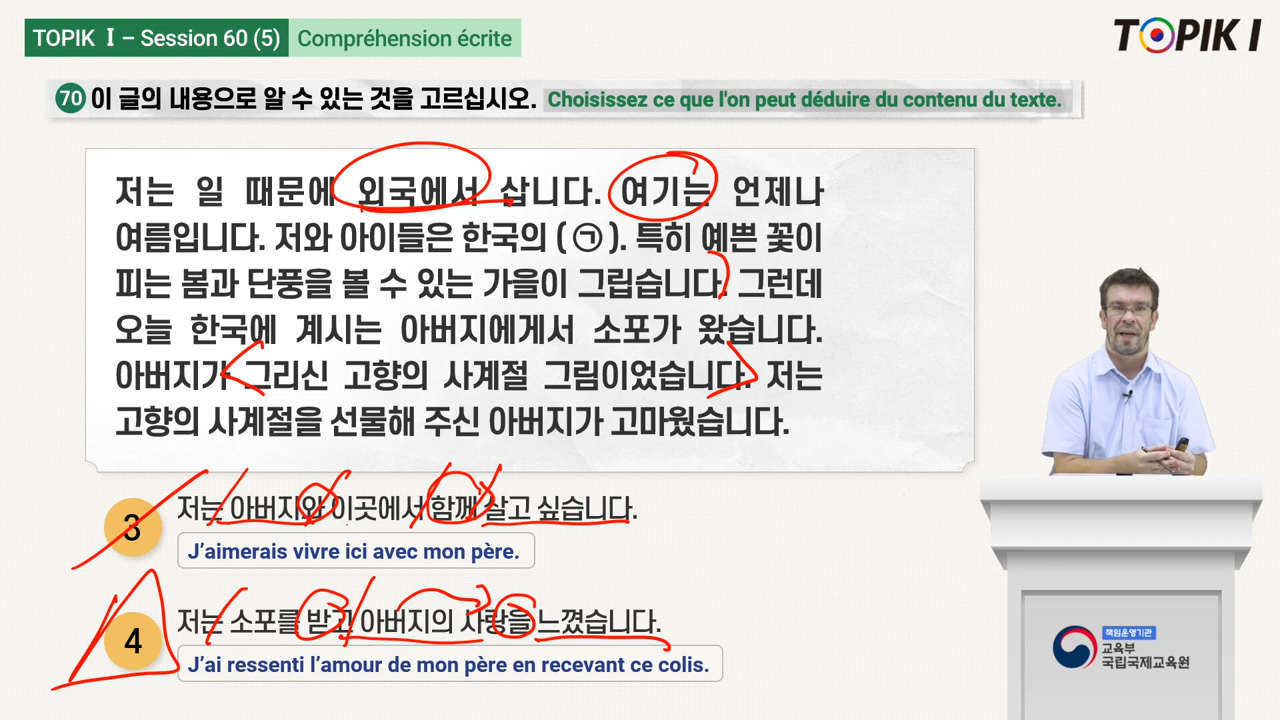 TOPIK I – Session 60 (5) Compréhension écrite
TOPIK I
70 이 글의 내용으로 알 수 있는 것을 고르십시오. Choisissez ce que l'on peut déduire du contenu du texte.
저는 일 때문에 외국에서 삽니다. 여기는 언제나
여름입니다. 저와 아이들은 한국의 ( ㉠ ). 특히 예쁜 꽃이
피는 봄과 단풍을 볼 수 있는 가을이 그립습니다. 그런데
오늘 한국에 계시는 아버지에게서 소포가 왔습니다.
아버지가 그리신 고향의 사계절 그림이었습니다. 저는
고향의 사계절을 선물해 주신 아버지가 고마웠습니다.
3 저는 아버지와 이곳에서 함께 살고 싶습니다.
J'aimerais vivre ici avec mon père.
4 저는 소포를 받고 아버지의 사랑을 느꼈습니다.
J'ai ressenti l'amour de mon père en recevant ce colis.
책임운영기관
교육부
국립국제교육원